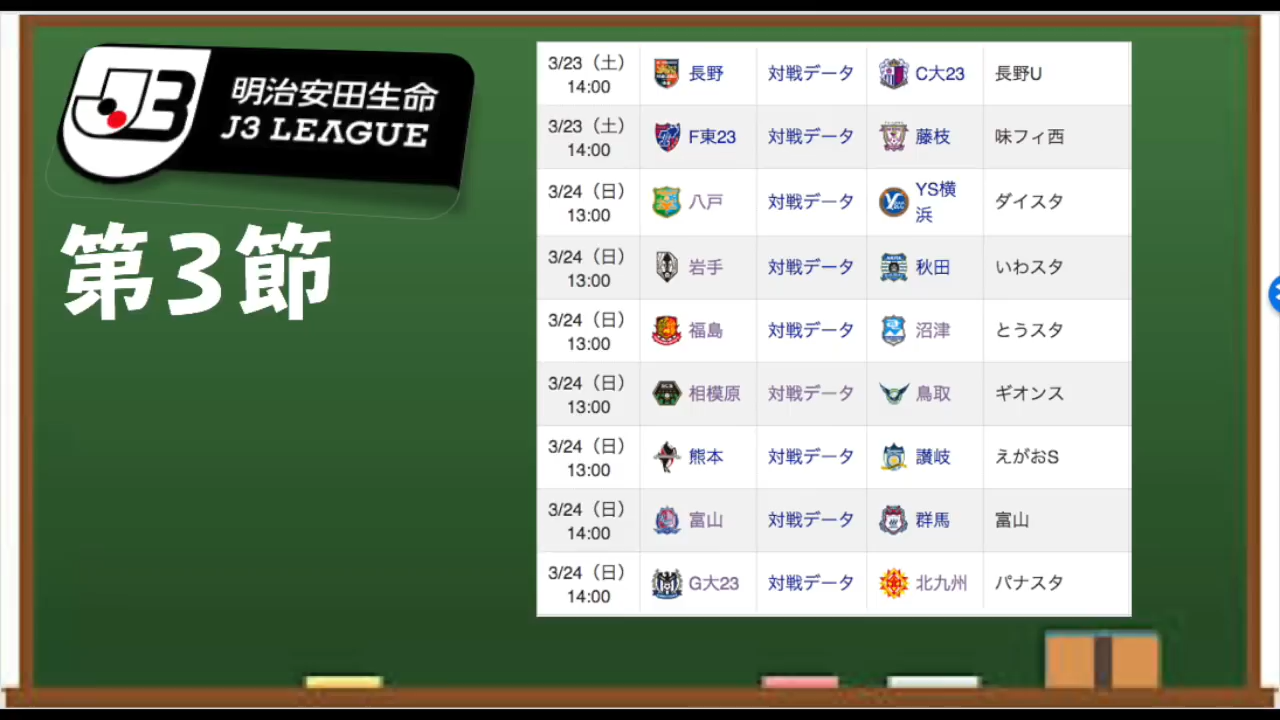 明治安田生命
J3 LEAGUE
第3節
3/23（土）
14:00
長野
対戦データ
C大23
長野U
3/23（土）
14:00
F東23
対戦データ
藤枝
味フィ西
3/24（日）
13:00
八戸
対戦データ
YS横
浜
ダイスタ
3/24（日）
13:00
岩手
対戦データ
秋田
いわスタ
3/24（日）
13:00
福島
対戦データ
沼津
とうスタ
3/24（日）
13:00
相模原
対戦データ
鳥取
ギオンス
3/24（日）
13:00
熊本
対戦データ
讃岐
えがおS
3/24（日）
14:00
富山
対戦データ
群馬
富山
3/24（日）
14:00
G大23
対戦データ
北九州
パナスタ